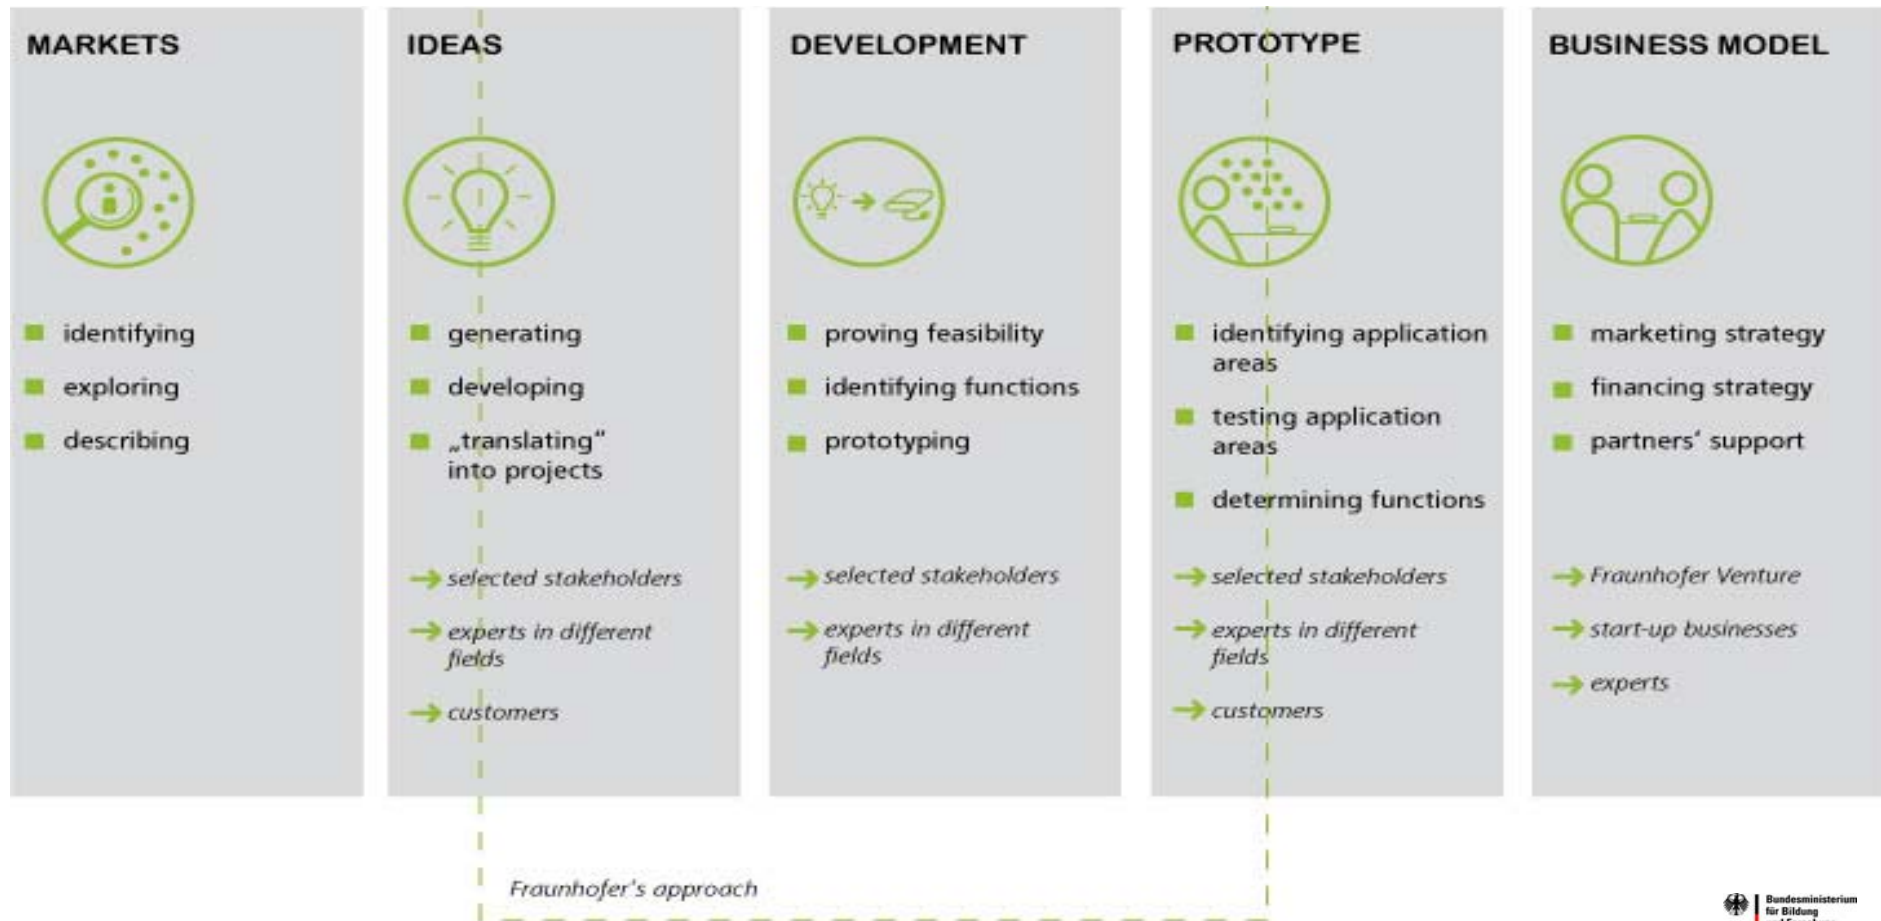 MARKETS
identifying
exploring
describing
IDEAS
generating
developing
„translating“
into projects
selected stakeholders
experts in different
fields
customers
DEVELOPMENT
proving feasibility
identifying functions
prototyping
selected stakeholders
experts in different
fields
PROTOTYPE
identifying application
areas
testing application
areas
determining functions
selected stakeholders
experts in different
fields
customers
BUSINESS MODEL
marketing strategy
financing strategy
partners‘ support
Fraunhofer Venture
start-up businesses
experts
Fraunhofer's approach
Bundesministerium
für Bildung